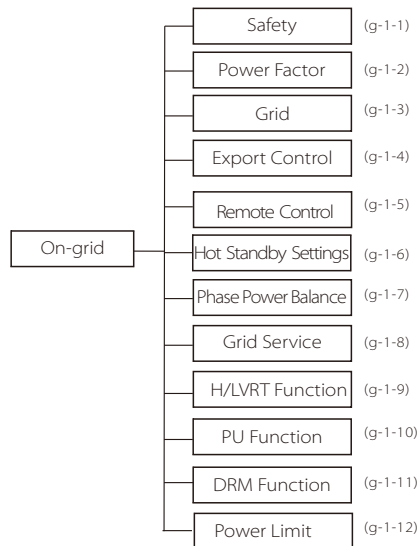 Safety (g-1-1)
Power Factor (g-1-2)
Grid (g-1-3)
Export Control (g-1-4)
Remote Control (g-1-5)
On-grid
Hot Standby Settings (g-1-6)
Phase Power Balance (g-1-7)
Grid Service (g-1-8)
H/LVRT Function (g-1-9)
PU Function (g-1-10)
DRM Function (g-1-11)
Power Limit (g-1-12)